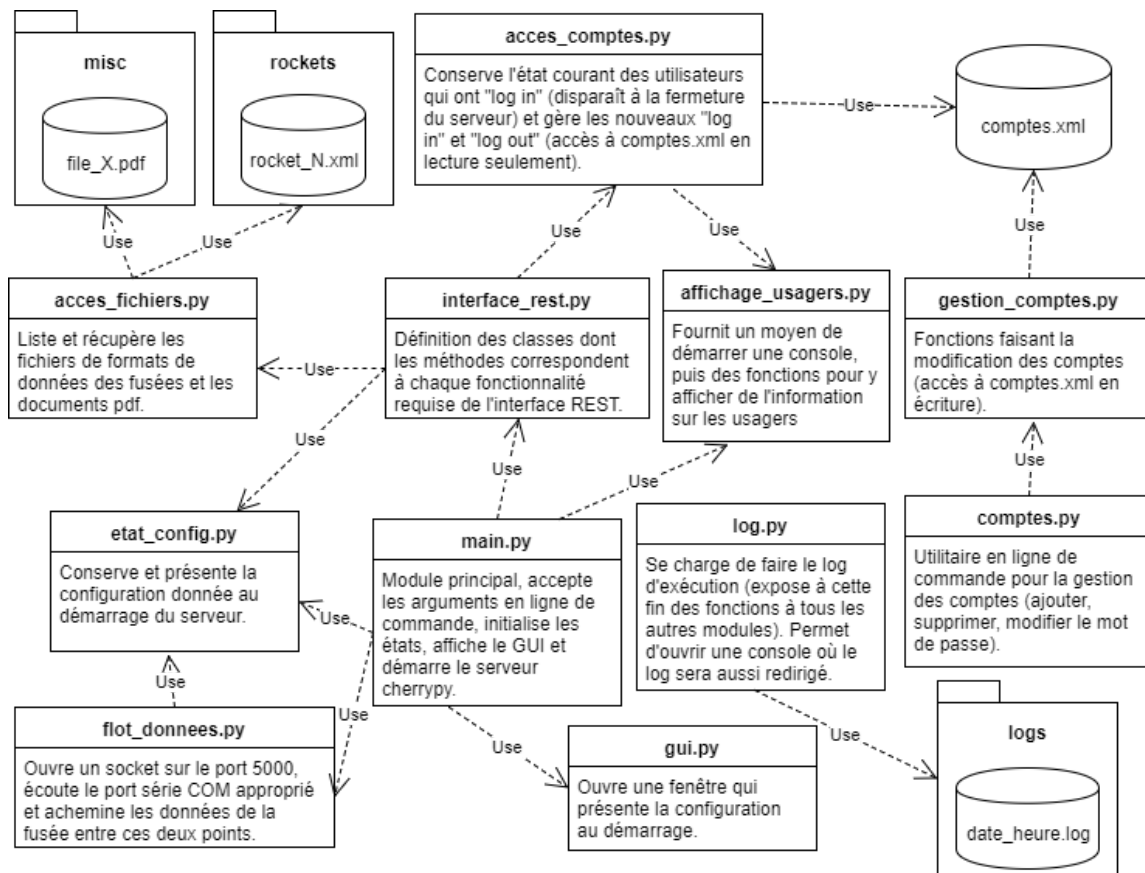 misc
file_X.pdf
rockets
rocket_N.xml
acces_comptes.py
Conserve l'état courant des utilisateurs
qui ont "log in" (disparaît à la fermeture
du serveur) et gère les nouveaux "log
in" et "log out" (accès à comptes.xml en
lecture seulement).
Use
comptes.xml
Use
Use
Use
Use
Use
acces_fichiers.py
Liste et récupère les
fichiers de formats de
données des fusées et les
documents pdf.
Use
interface_rest.py
Définition des classes dont
les méthodes correspondent
à chaque fonctionnalité
requise de l'interface REST.
affichage_usagers.py
Fournit un moyen de
démarrer une console,
puis des fonctions pour y
afficher de l'information
sur les usagers
gestion_comptes.py
Fonctions faisant la
modification des comptes
(accès à comptes.xml en
écriture).
Use
Use
Use
Use
etat_config.py
Conserve et présente la
configuration donnée au
démarrage du serveur.
main.py
Module principal, accepte
les arguments en ligne de
commande, initialise les
états, affiche le GUI et
démarre le serveur
cherrypy.
log.py
Se charge de faire le log
d'exécution (expose à cette
fin des fonctions à tous les
autres modules). Permet
d'ouvrir une console où le
log sera aussi redirigé.
comptes.py
Utilitaire en ligne de
commande pour la gestion
des comptes (ajouter,
supprimer, modifier le mot
de passe).
Use
Use
Use
Use
Use
flot_donnees.py
Ouvre un socket sur le port 5000,
écoute le port série COM approprié
et achemine les données de la
fusée entre ces deux points.
gui.py
Ouvre une fenêtre qui
présente la configuration
au démarrage.
logs
date_heure.log